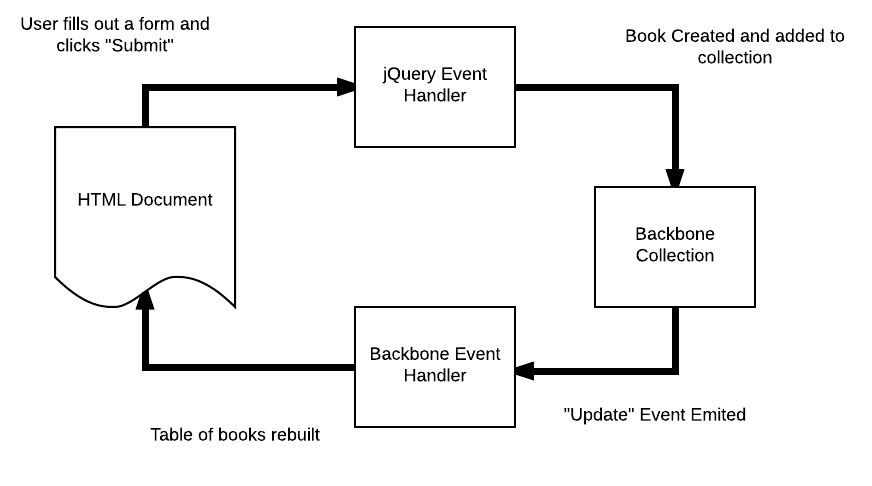 User fills out a form and
clicks "Submit"
jQuery Event
Handler
Book Created and added to
collection
HTML Document
Backbone
Collection
Backbone Event
Handler
"Update" Event Emited
Table of books rebuilt